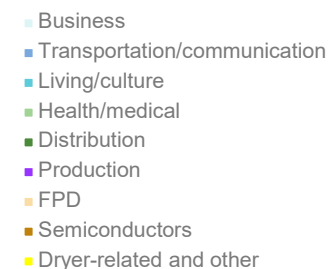 Business
Transportation/communication
Living/culture
Health/medical
Distribution
Production
FPD
Semiconductors
Dryer-related and other